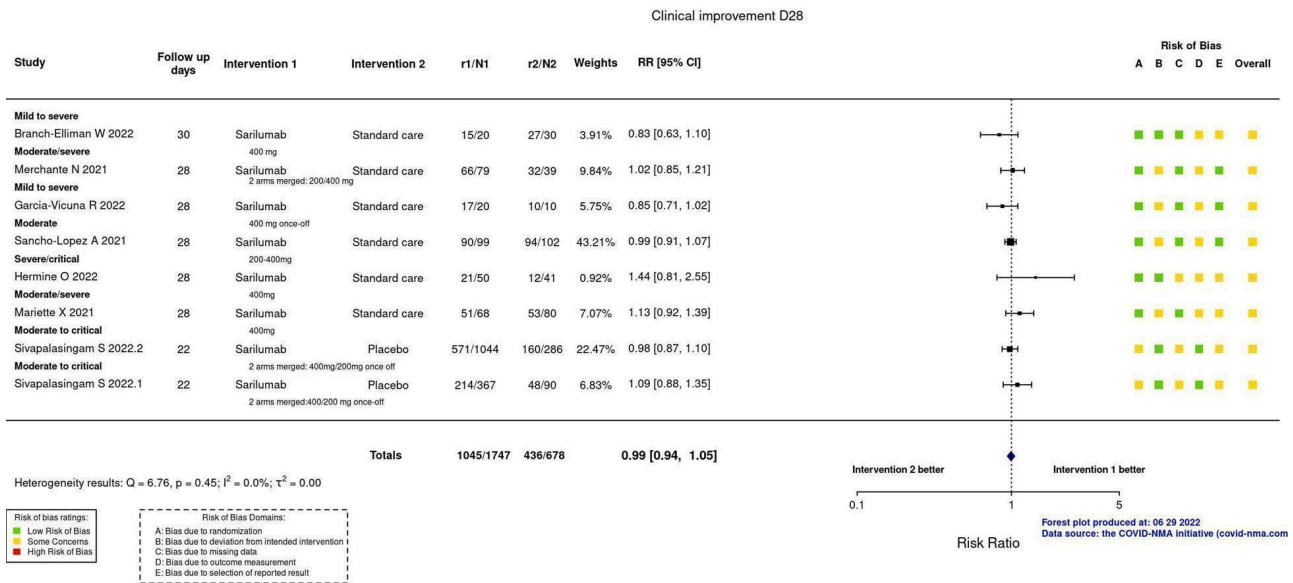 Clinical improvement D28
Risk of Bias
Study Follow up days Intervention 1 Intervention 2 r1/N1 r2/N2 Weights RR [95% CI] A B C D E Overall
Mild to severe
Branch-Elliman W 2022 30 Sarilumab Standard care 15/20 27/30 3.91% 0.83 [0.63, 1.10]
Moderate/severe 400 mg
Merchante N 2021 28 Sarilumab Standard care 66/79 32/39 9.84% 1.02 [0.85, 1.21]
2 arms merged: 200/400 mg
Mild to severe
Garcia-Vicuna R 2022 28 Sarilumab Standard care 17/20 10/10 5.75% 0.85 [0.71, 1.02]
Moderate 400 mg once-off
Sancho-Lopez A 2021 28 Sarilumab Standard care 90/99 94/102 43.21% 0.99 [0.91, 1.07]
Severe/critical 200-400mg
Hermine O 2022 28 Sarilumab Standard care 21/50 12/41 0.92% 1.44 [0.81, 2.55]
Moderate/severe 400mg
Mariette X 2021 28 Sarilumab Standard care 51/68 53/80 7.07% 1.13 [0.92, 1.39]
Moderate to critical 400mg
Sivapalasingam S 2022.2 22 Sarilumab Placebo 571/1044 160/286 22.47% 0.98 [0.87, 1.10]
Moderate to critical 2 arms merged: 400mg/200mg once off
Sivapalasingam S 2022.1 22 Sarilumab Placebo 214/367 48/90 6.83% 1.09 [0.88, 1.35]
2 arms merged:400/200 mg once-off
Totals 1045/1747 436/678 0.99 [0.94, 1.05]
Intervention 2 better Intervention 1 better
Heterogeneity results: Q = 6.76, p = 0.45; I² = 0.0%; τ² = 0.00
0.1 1 5
Risk Ratio
Forest plot produced at: 06 29 2022
Data source: the COVID-NMA initiative (covid-nma.com
Risk of bias ratings:
Low Risk of Bias
Some Concerns
High Risk of Bias
Risk of Bias Domains:
A: Bias due to randomization
B: Bias due to deviation from intended intervention
C: Bias due to missing data
D: Bias due to outcome measurement
E: Bias due to selection of reported result